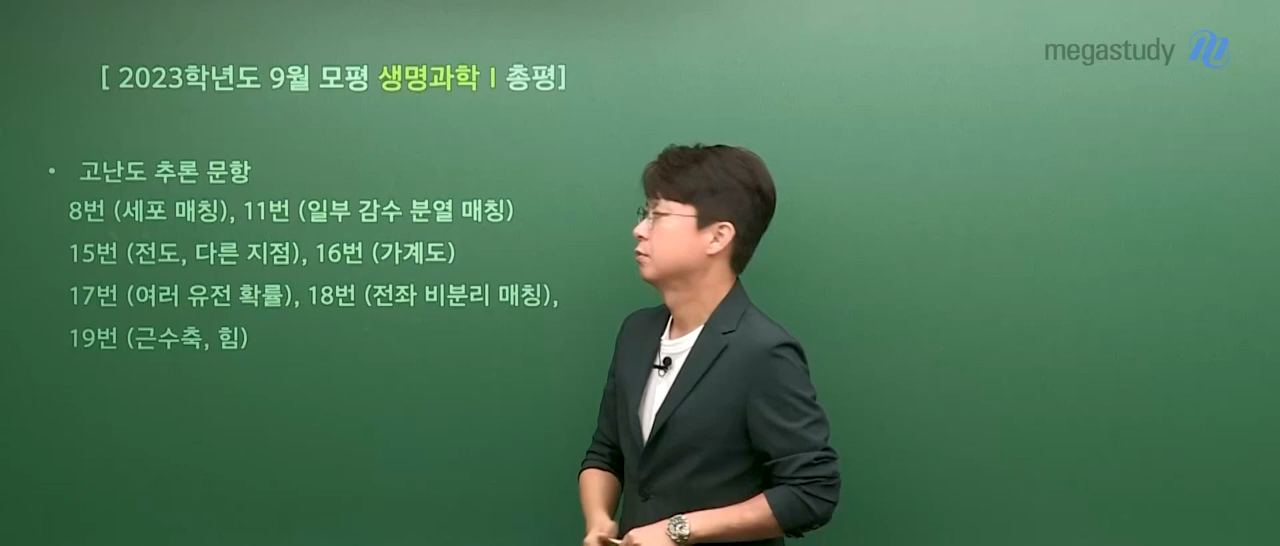 megastudy
[ 2023학년도 9월 모평 생명과학 I 총평]
• 고난도 추론 문항
8번 (세포 매칭), 11번 (일부 감수 분열 매칭)
15번 (전도, 다른 지점), 16번 (가계도)
17번 (여러 유전 확률), 18번 (전좌 비분리 매칭),
19번 (근수축, 힘)